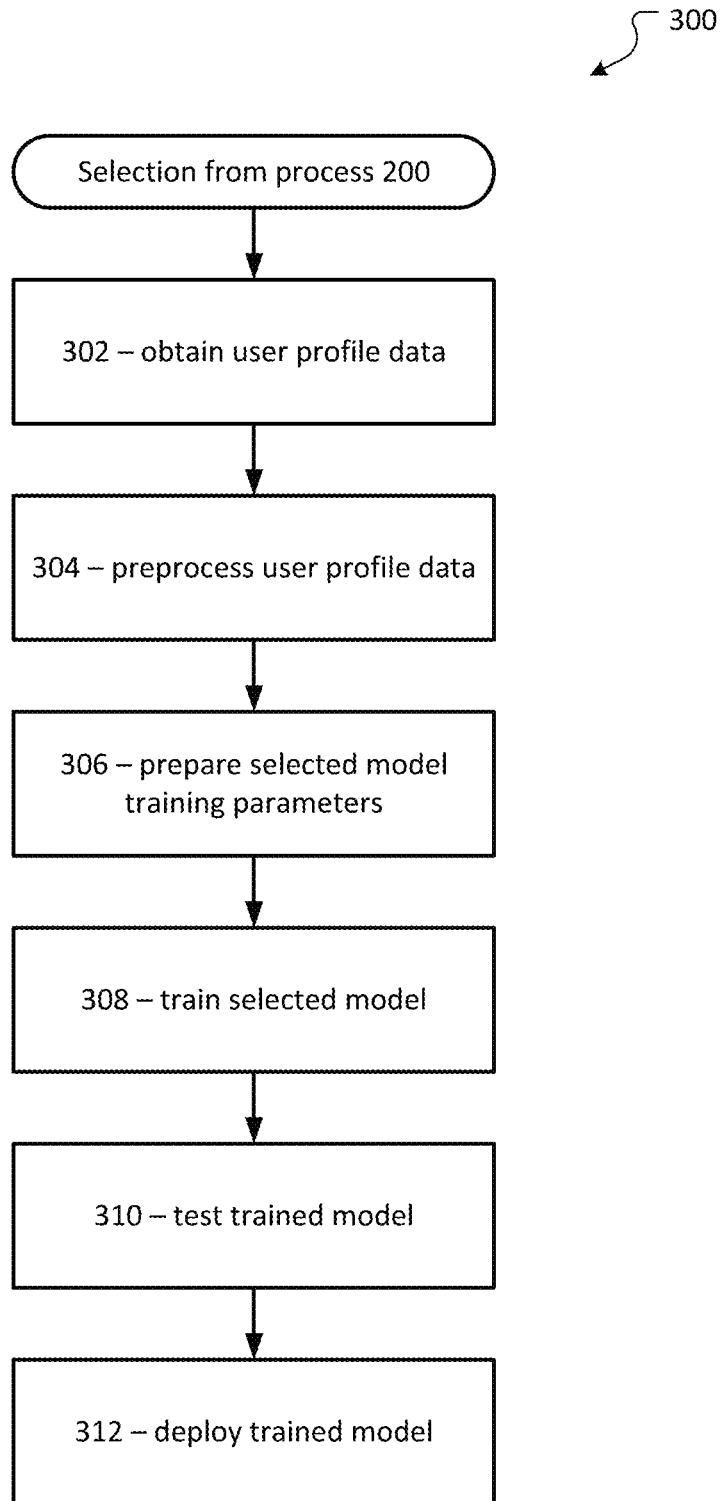 300
Selection from process 200
302 – obtain user profile data
304 – preprocess user profile data
306 – prepare selected model
training parameters
308 – train selected model
310 – test trained model
312 – deploy trained model